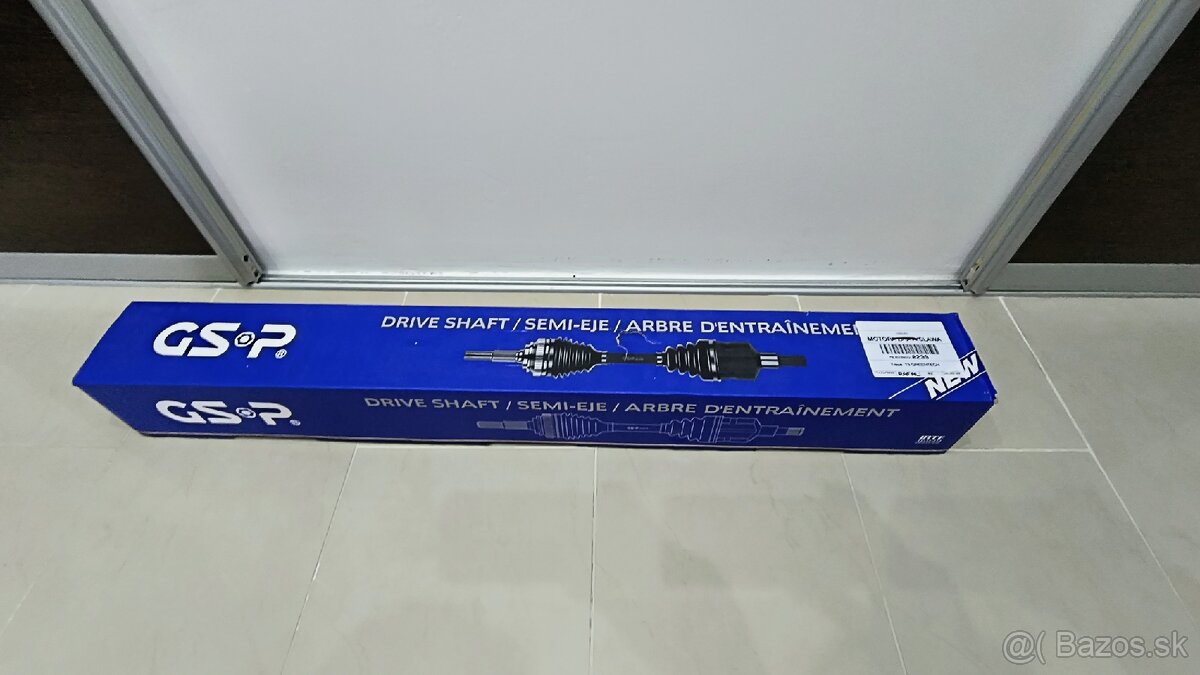 GSP®
DRIVE SHAFT / SEMI-EJE / ARBRE D'ENTRAÎNEMENT
NEW
GSP®
DRIVE SHAFT / SEMI-EJE / ARBRE D'ENTRAÎNEMENT
@( Bazos.sk